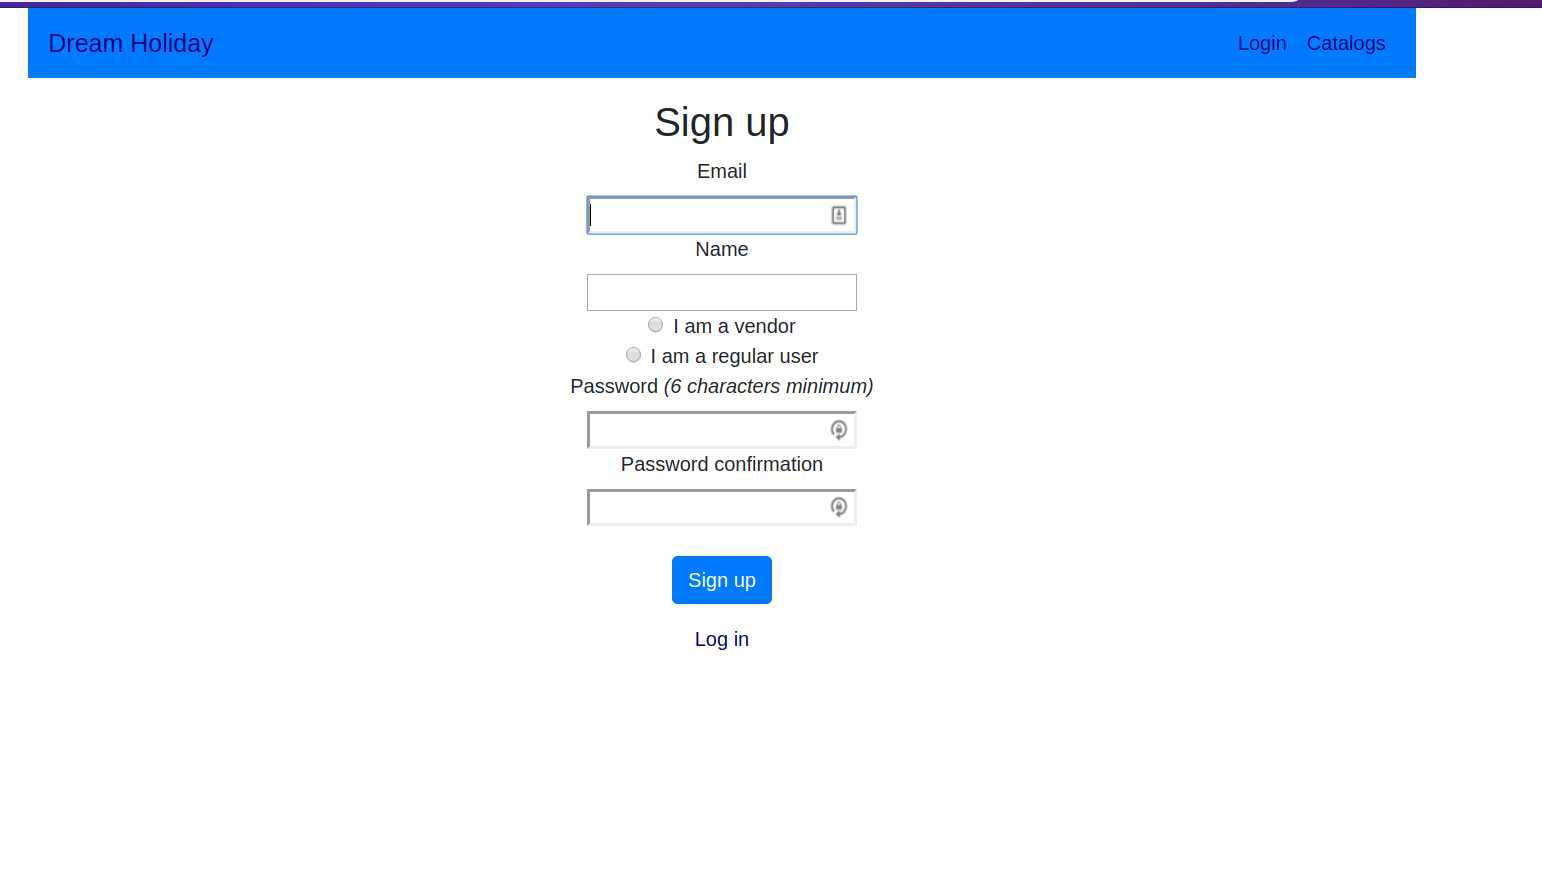 Dream Holiday Login Catalogs
Sign up
Email
Name
I am a vendor
I am a regular user
Password (6 characters minimum)
Password confirmation
Sign up
Log in